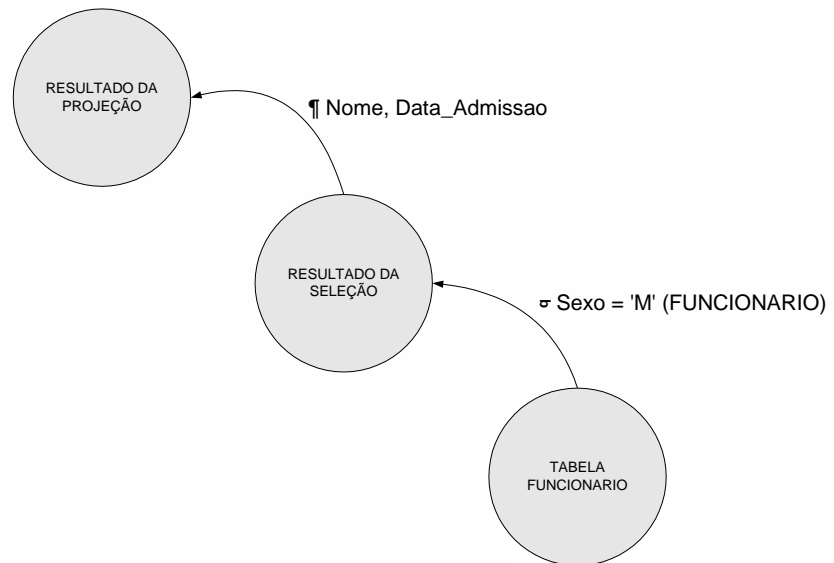 RESULTADO DA
PROJEÇÃO
¶ Nome, Data_Admissao
RESULTADO DA
SELEÇÃO
σ Sexo = 'M' (FUNCIONARIO)
TABELA
FUNCIONARIO